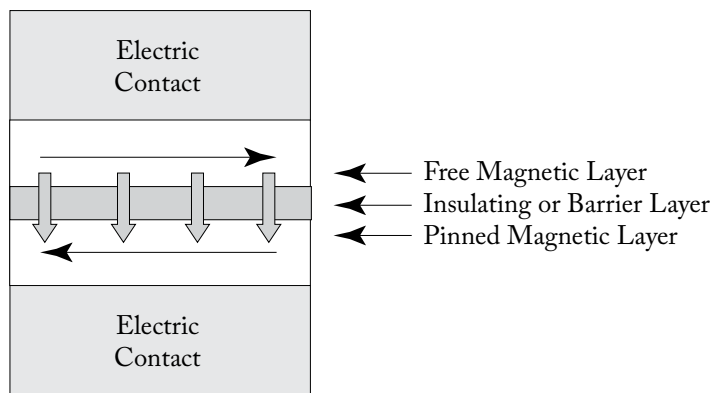 Electric
Contact
Free Magnetic Layer
Insulating or Barrier Layer
Pinned Magnetic Layer
Electric
Contact